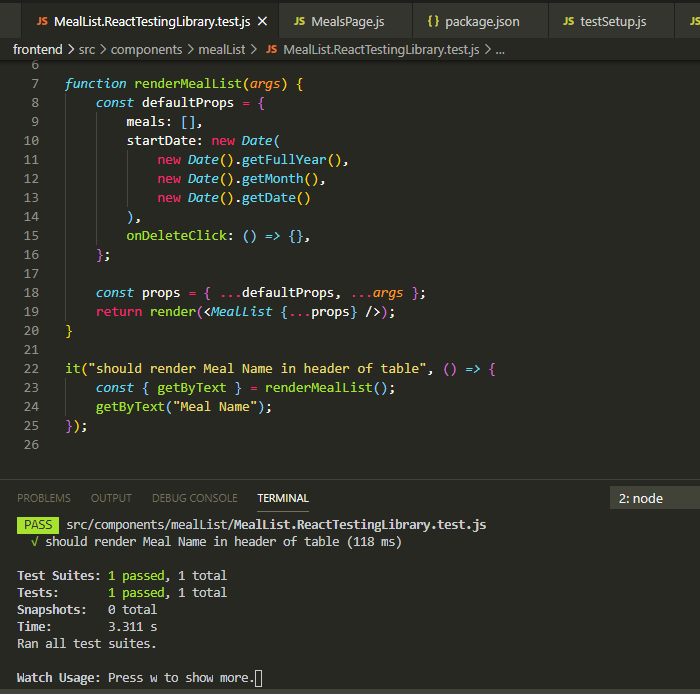 JS MealList.ReactTestingLibrary.test.js × JS MealsPage.js {} package.json JS testSetup.js JS
frontend > src > components > mealList > JS MealList.ReactTestingLibrary.test.js > ...
6
7 function renderMealList(args) {
8 const defaultProps = {
9 meals: [],
10 startDate: new Date(
11 new Date().getFullYear(),
12 new Date().getMonth(),
13 new Date().getDate()
14 ),
15 onDeleteClick: () => {},
16 };
17
18 const props = { ...defaultProps, ...args };
19 return render(<MealList {...props} />);
20 }
21
22 it("should render Meal Name in header of table", () => {
23 const { getByText } = renderMealList();
24 getByText("Meal Name");
25 });
26
PROBLEMS OUTPUT DEBUG CONSOLE TERMINAL 2: node
PASS src/components/mealList/MealList.ReactTestingLibrary.test.js
√ should render Meal Name in header of table (118 ms)
Test Suites: 1 passed, 1 total
Tests: 1 passed, 1 total
Snapshots: 0 total
Time: 3.311 s
Ran all test suites.
Watch Usage: Press w to show more.